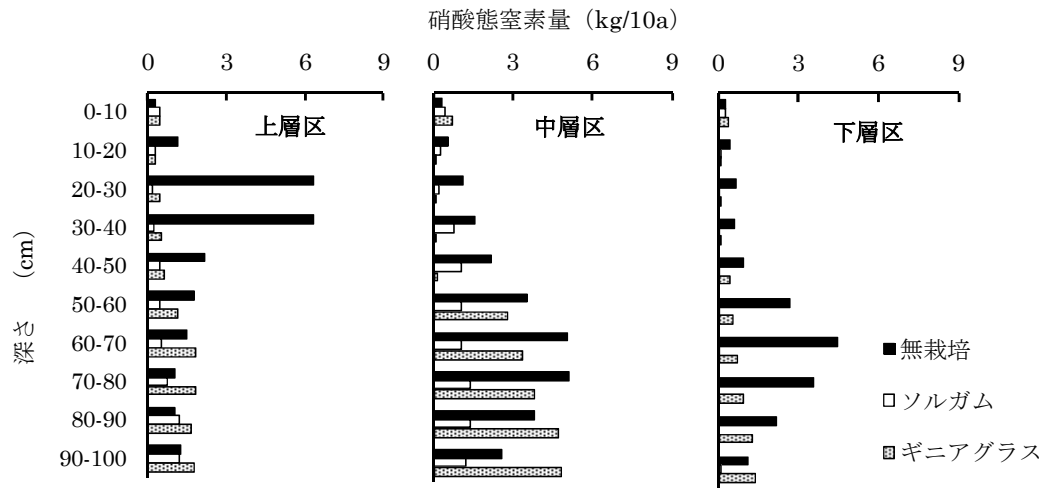 硝酸態窒素量 (kg/10a)
0 3 6 9 0 3 6 9 0 3 6 9
上層区 中層区 下層区
深さ (cm)
0-10
10-20
20-30
30-40
40-50
50-60
60-70
70-80
80-90
90-100
無栽培
ソルガム
ギニアグラス